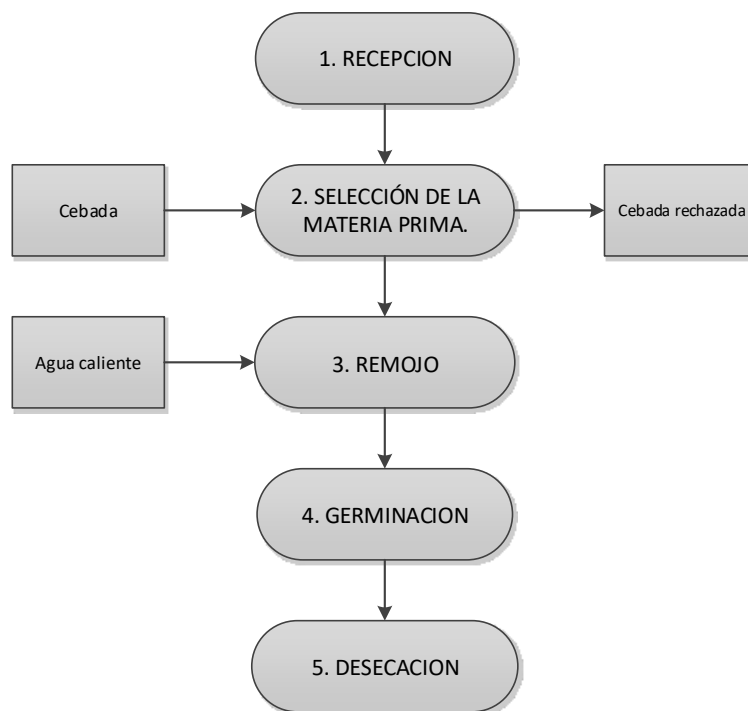 1. RECEPCION
Cebada
2. SELECCIÓN DE LA
MATERIA PRIMA.
Cebada rechazada
Agua caliente
3. REMOJO
4. GERMINACION
5. DESECACION